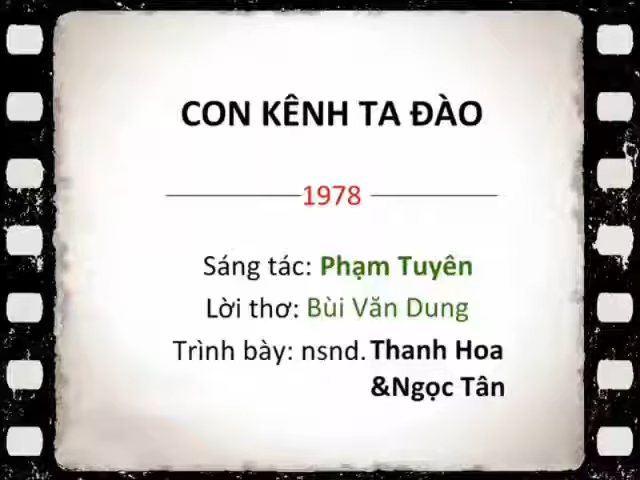 CON KÊNH TA ĐÀO
1978
Sáng tác: Phạm Tuyên
Lời thơ: Bùi Văn Dung
Trình bày: nsnd. Thanh Hoa
&Ngọc Tân